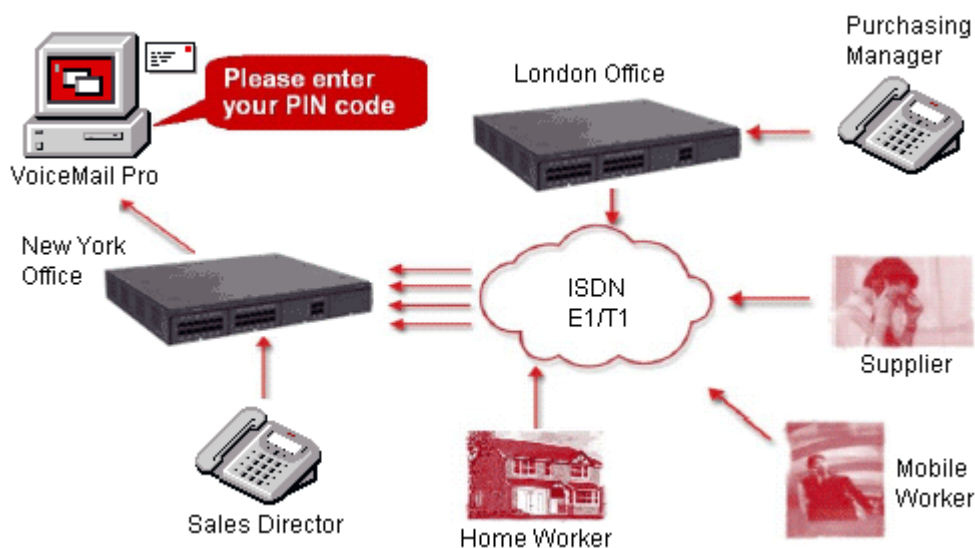 Purchasing
Manager
London Office
Please enter
your PIN code
VoiceMail Pro
New York
Office
ISDN
E1/T1
Supplier
Mobile
Worker
Sales Director
Home Worker